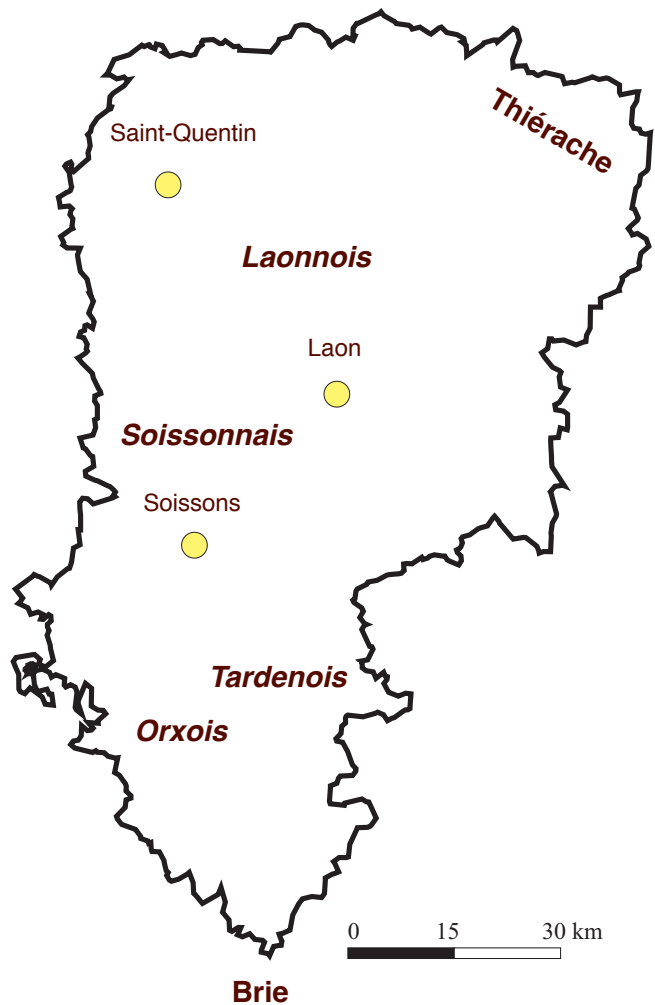 Thiérache
Saint-Quentin
Laonnois
Laon
Soissonnais
Soissons
Tardenois
Orxois
0 15 30 km
Brie